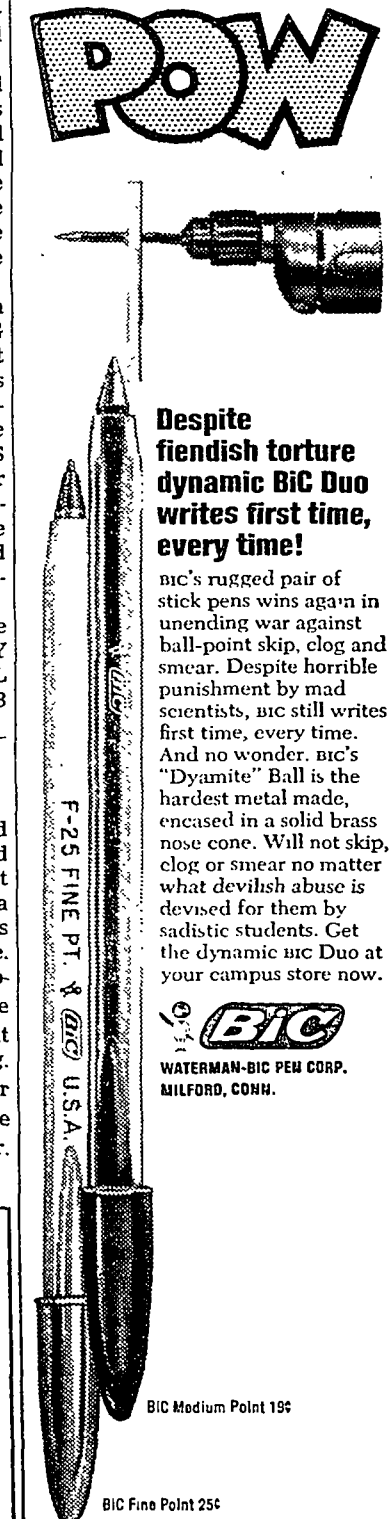 POW
Despite
fiendish torture
dynamic BiC Duo
writes first time,
every time!
BIC's rugged pair of
stick pens wins again in
unending war against
ball-point skip, clog and
smear. Despite horrible
punishment by mad
scientists, BIC still writes
first time, every time.
And no wonder. BIC's
"Dyamite" Ball is the
hardest metal made,
encased in a solid brass
nose cone. Will not skip,
clog or smear no matter
what devilish abuse is
devised for them by
sadistic students. Get
the dynamic BIC Duo at
your campus store now.
BiC
WATERMAN-BIC PEN CORP.
MILFORD, CONN.
BiC
F-25 FINE PT. BiC U.S.A.
BIC Medium Point 19¢
BIC Fine Point 25¢